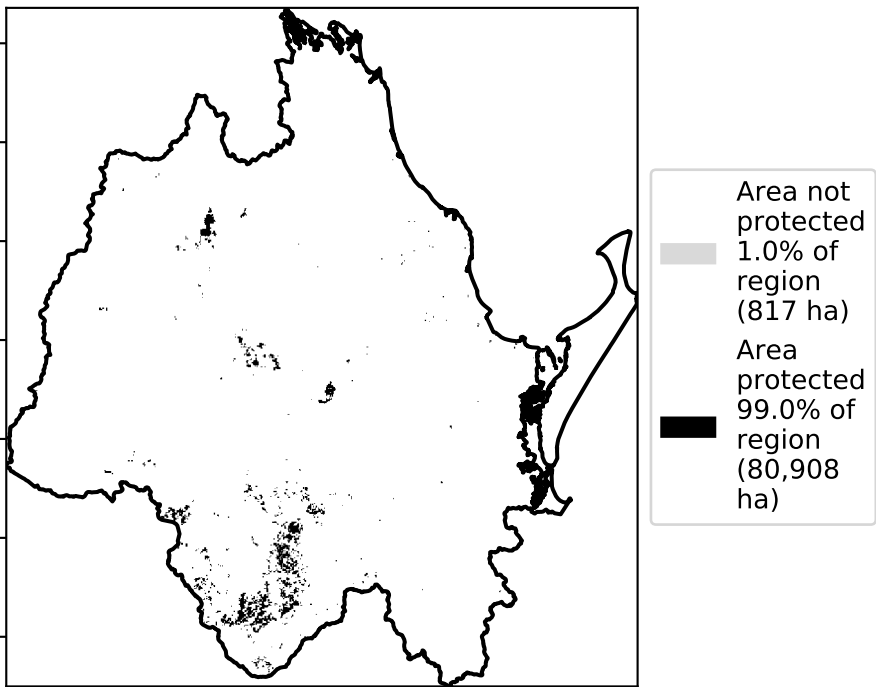 Area not
protected
1.0% of
region
(817 ha)
Area
protected
99.0% of
region
(80,908
ha)